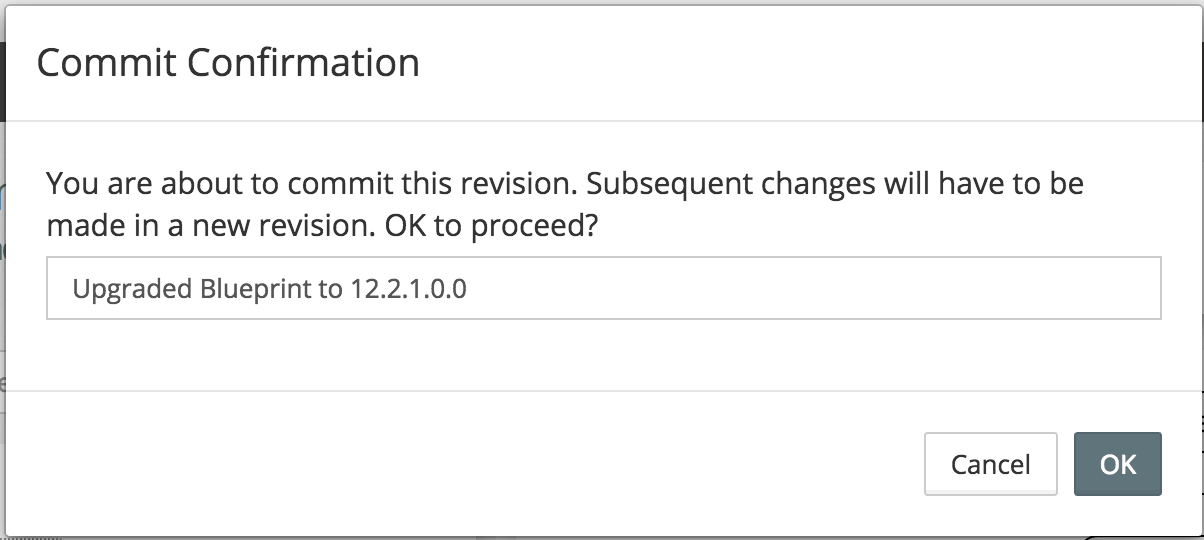 Commit Confirmation
You are about to commit this revision. Subsequent changes will have to be
made in a new revision. OK to proceed?
Upgraded Blueprint to 12.2.1.0.0
Cancel
OK